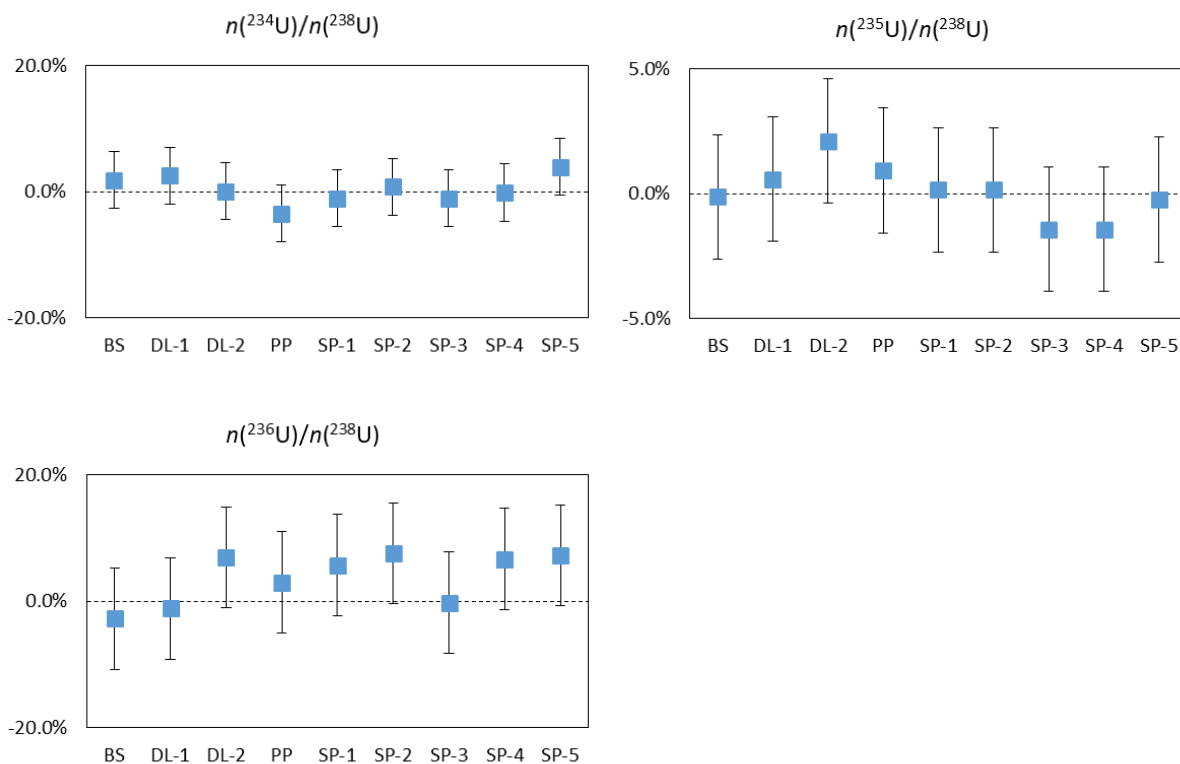 n(²³⁴U)/n(²³⁸U)
20.0%
0.0%
-20.0%
BS DL-1 DL-2 PP SP-1 SP-2 SP-3 SP-4 SP-5
n(²³⁵U)/n(²³⁸U)
5.0%
0.0%
-5.0%
BS DL-1 DL-2 PP SP-1 SP-2 SP-3 SP-4 SP-5
n(²³⁶U)/n(²³⁸U)
20.0%
0.0%
-20.0%
BS DL-1 DL-2 PP SP-1 SP-2 SP-3 SP-4 SP-5